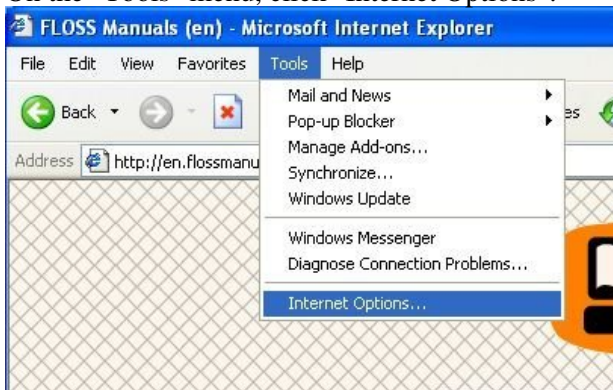 FLOSS Manuals (en) - Microsoft Internet Explorer
File Edit View Favorites Tools Help
Back
Address http://en.flossmanu
Mail and News
Pop-up Blocker
Manage Add-ons...
Synchronize...
Windows Update
Windows Messenger
Diagnose Connection Problems...
Internet Options...